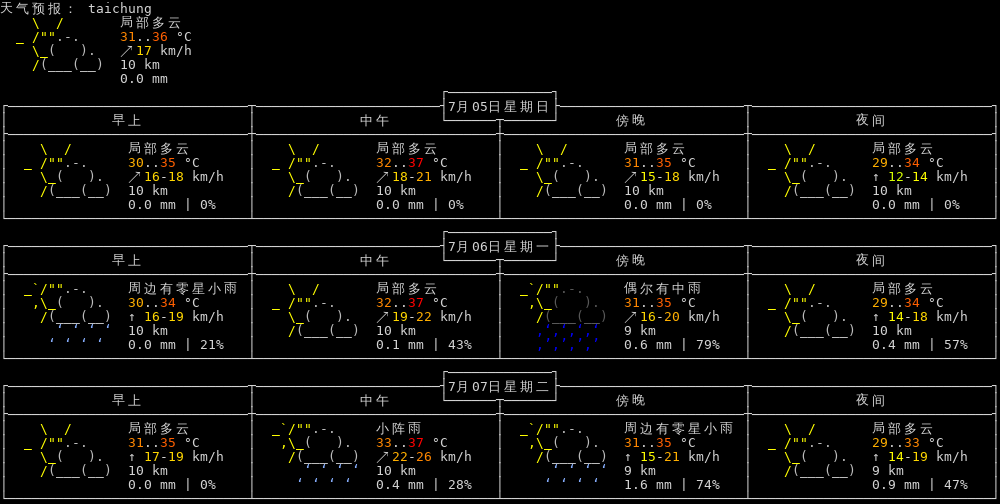 天气预报： taichung
局部多云
31..36 °C
↗17 km/h
10 km
0.0 mm
7月05日星期日
早上 中午 傍晚 夜间
局部多云 局部多云 局部多云 局部多云
30..35 °C 32..37 °C 31..35 °C 29..34 °C
↗16-18 km/h ↗18-21 km/h ↗15-18 km/h ↑ 12-14 km/h
10 km 10 km 10 km 10 km
0.0 mm | 0% 0.0 mm | 0% 0.0 mm | 0% 0.0 mm | 0%
7月06日星期一
早上 中午 傍晚 夜间
周边有零星小雨 局部多云 偶尔有中雨 局部多云
30..34 °C 32..37 °C 31..35 °C 29..34 °C
↑ 16-19 km/h ↗19-22 km/h ↗16-20 km/h ↑ 14-18 km/h
10 km 10 km 9 km 10 km
0.0 mm | 21% 0.1 mm | 43% 0.6 mm | 79% 0.4 mm | 57%
7月07日星期二
早上 中午 傍晚 夜间
局部多云 小阵雨 周边有零星小雨 局部多云
31..35 °C 33..37 °C 31..35 °C 29..33 °C
↑ 17-19 km/h ↗22-26 km/h ↑ 15-21 km/h ↑ 14-19 km/h
10 km 10 km 9 km 9 km
0.0 mm | 0% 0.4 mm | 28% 1.6 mm | 74% 0.9 mm | 47%